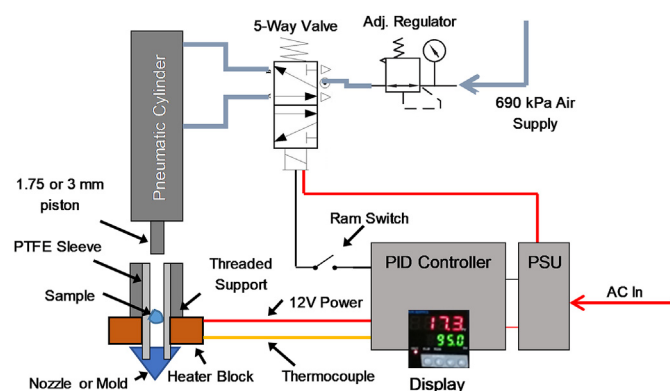 5-Way Valve
Adj. Regulator
690 kPa Air
Supply
Pneumatic Cylinder
1.75 or 3 mm
piston
PTFE Sleeve
Sample
Threaded
Support
Ram Switch
PID Controller
PSU
AC In
12V Power
17.3
95.0
Nozzle or Mold
Heater Block
Thermocouple
Display